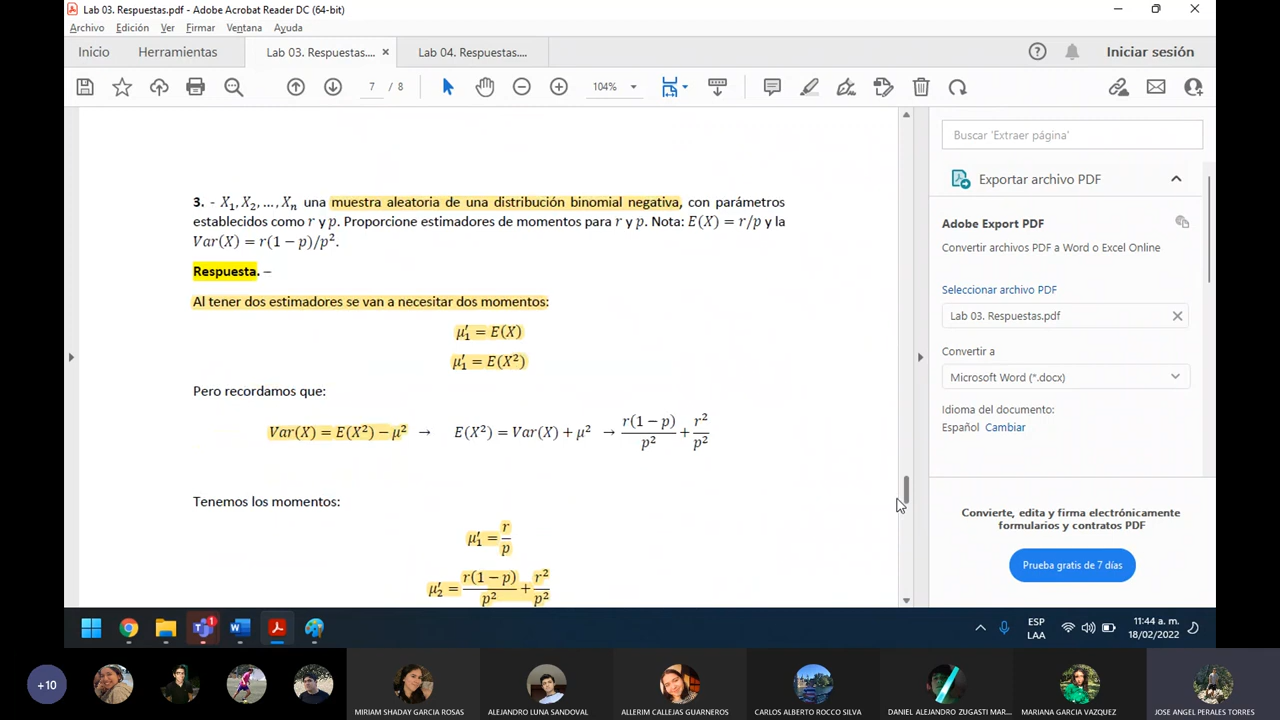 Lab 03. Respuestas.pdf - Adobe Acrobat Reader DC (64-bit)
Archivo Edición Ver Firmar Ventana Ayuda
Inicio Herramientas Lab 03. Respuestas.... × Lab 04. Respuestas.... Iniciar sesión
7 / 8 104%
3. - X₁, X₂, ..., Xₙ una muestra aleatoria de una distribución binomial negativa, con parámetros
establecidos como r y p. Proporcione estimadores de momentos para r y p. Nota: E(X) = r/p y la
Var(X) = r(1 − p)/p².
Respuesta. –
Al tener dos estimadores se van a necesitar dos momentos:
μ′₁ = E(X)
μ′₁ = E(X²)
Pero recordamos que:
Var(X) = E(X²) − μ² → E(X²) = Var(X) + μ² → r(1 − p)/p² + r²/p²
Tenemos los momentos:
μ′₁ = r/p
μ′₂ = r(1 − p)/p² + r²/p²
Buscar 'Extraer página'
Exportar archivo PDF
Adobe Export PDF
Convertir archivos PDF a Word o Excel Online
Seleccionar archivo PDF
Lab 03. Respuestas.pdf
Convertir a
Microsoft Word (*.docx)
Idioma del documento:
Español Cambiar
Convierte, edita y firma electrónicamente
formularios y contratos PDF
Prueba gratis de 7 días
1
ESP
LAA
11:44 a. m.
18/02/2022
+10
MIRIAM SHADAY GARCIA ROSAS
ALEJANDRO LUNA SANDOVAL
ALLERIM CALLEJAS GUARNEROS
CARLOS ALBERTO ROCCO SILVA
DANIEL ALEJANDRO ZUGASTI MAR...
MARIANA GARCIA VAZQUEZ
JOSE ANGEL PERALES TORRES